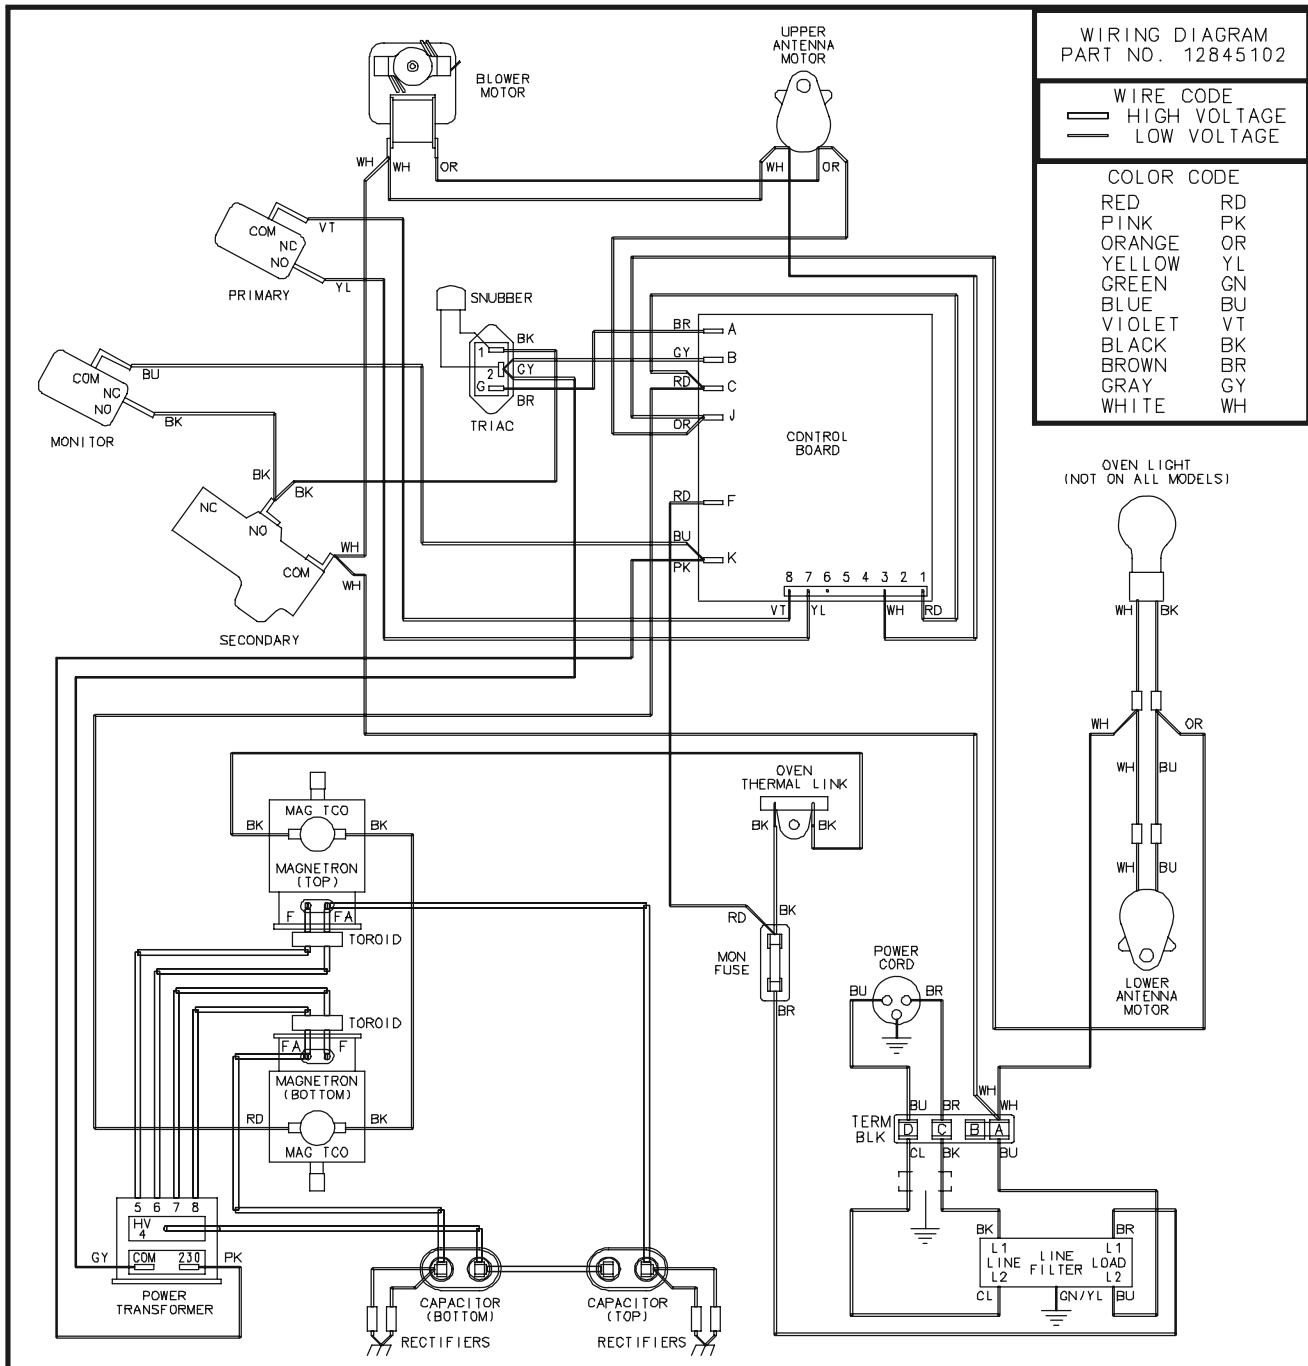 WIRING DIAGRAM
PART NO. 12845102
WIRE CODE
HIGH VOLTAGE
LOW VOLTAGE
COLOR CODE
RED RD
PINK PK
ORANGE OR
YELLOW YL
GREEN GN
BLUE BU
VIOLET VT
BLACK BK
BROWN BR
GRAY GY
WHITE WH
BLOWER
MOTOR
UPPER
ANTENNA
MOTOR
WH WH OR
WH OR
COM
NC
NO
VT
YL
PRIMARY
SNUBBER
1
2
G
BK
GY
BR
TRIAC
COM
NC
NO
BU
BK
MONITOR
BR A
GY B
RD C
J
OR
RD F
BU
K
PK
CONTROL
BOARD
8 7 6 5 4 3 2 1
VT YL WH RD
BK
BK
NC
NO
COM
WH
WH
SECONDARY
OVEN LIGHT
(NOT ON ALL MODELS)
WH BK
WH OR
WH BU
WH BU
LOWER
ANTENNA
MOTOR
OVEN
THERMAL LINK
BK BK
MAG TCO
BK BK
MAGNETRON
(TOP)
F FA
TOROID
TOROID
FA F
MAGNETRON
(BOTTOM)
RD BK
MAG TCO
RD BK
MON
FUSE
BR
POWER
CORD
BU BR
WH
BU BR WH
TERM
BLK
D C B A
CL BK BU
5 6 7 8
HV
4
GY COM 230 PK
POWER
TRANSFORMER
CAPACITOR
(BOTTOM)
RECTIFIERS
CAPACITOR
(TOP)
RECTIFIERS
BK BR
L1 L1
LINE LINE LOAD
FILTER
L2 L2
CL GN/YL BU